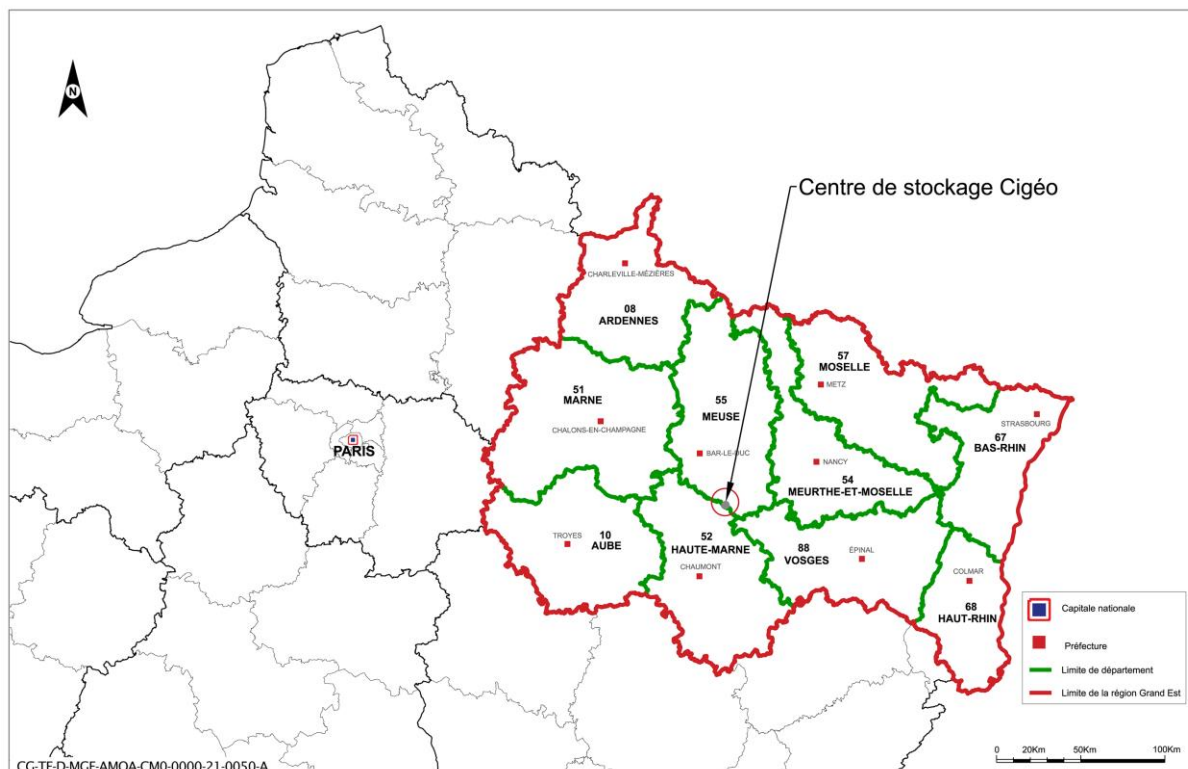 N
Centre de stockage Cigéo
CHARLEVILLE-MÉZIÈRES
08
ARDENNES
57
MOSELLE
METZ
51
MARNE
CHALONS-EN-CHAMPAGNE
55
MEUSE
BAR-LE-DUC
STRASBOURG
67
BAS-RHIN
PARIS
NANCY
54
MEURTHE-ET-MOSELLE
TROYES
10
AUBE
52
HAUTE-MARNE
CHAUMONT
88
VOSGES
ÉPINAL
COLMAR
68
HAUT-RHIN
Capitale nationale
Préfecture
Limite de département
Limite de la région Grand Est
0 20Km 50Km 100Km
CG-TE-D-MGE-AMOA-CM0-0000-21-0050-A